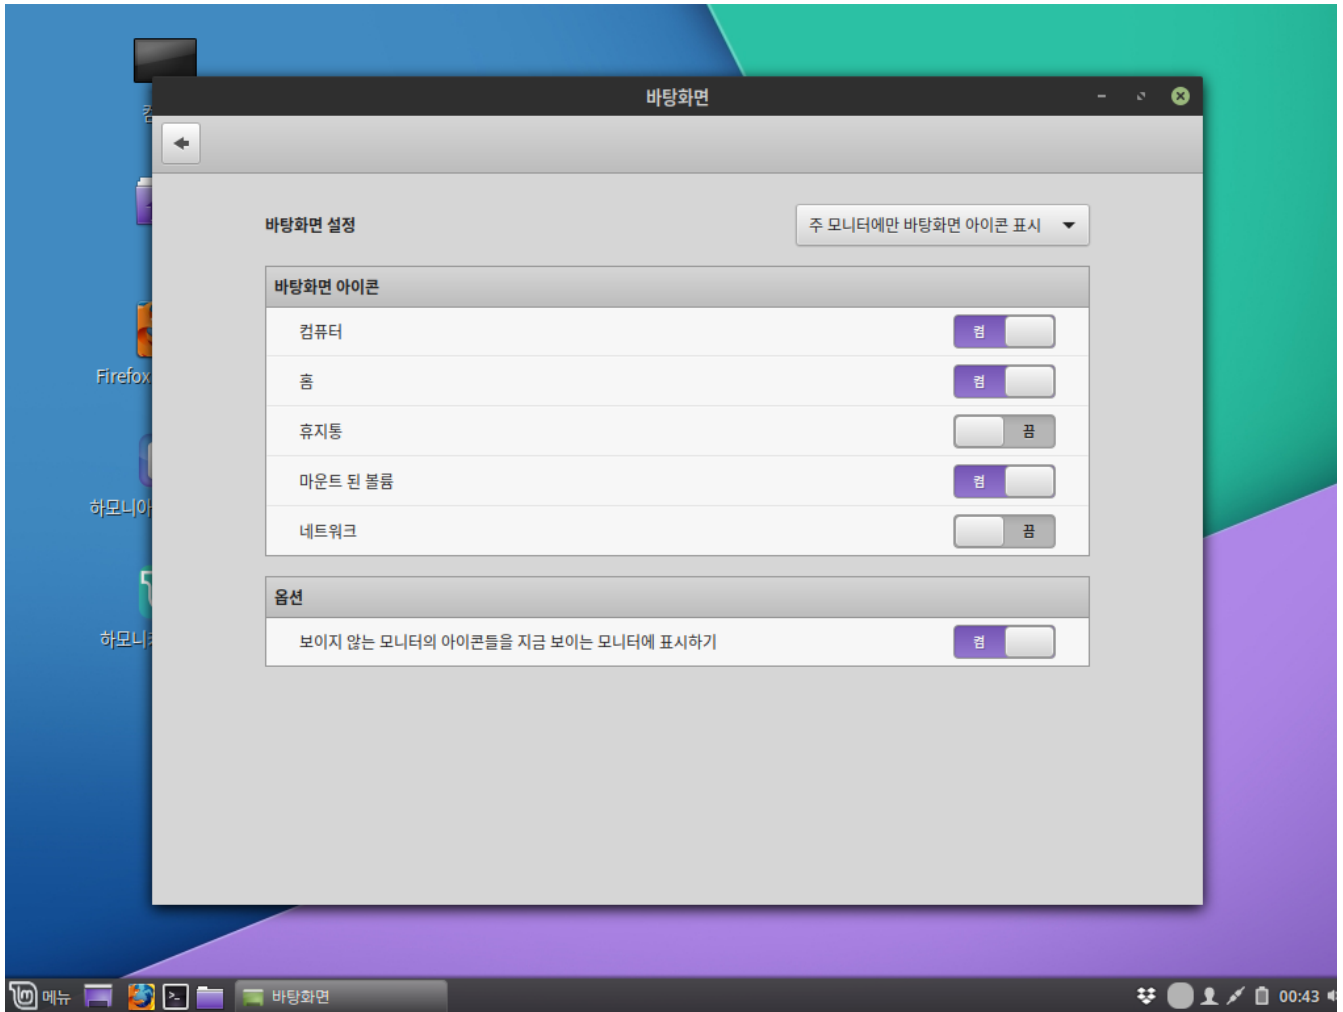 바탕화면
바탕화면 설정
주 모니터에만 바탕화면 아이콘 표시
바탕화면 아이콘
컴퓨터
켬
홈
켬
휴지통
끔
마운트 된 볼륨
켬
네트워크
끔
옵션
보이지 않는 모니터의 아이콘들을 지금 보이는 모니터에 표시하기
켬
Firefox
하모니
메뉴
바탕화면
00:43